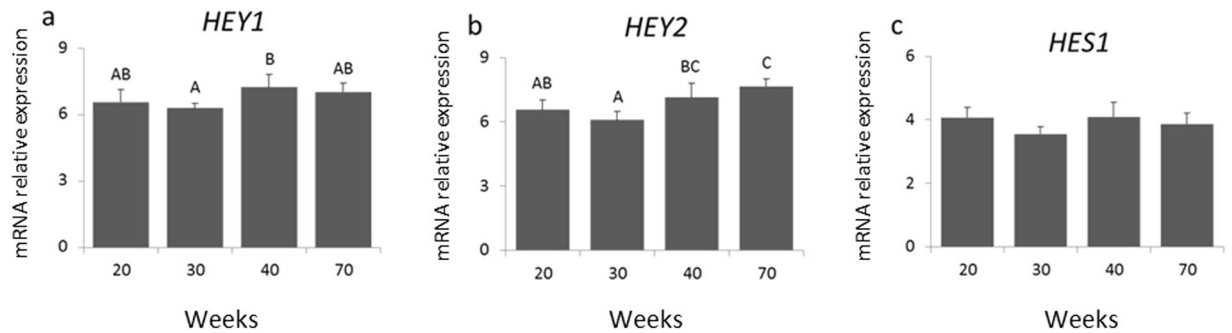 a
HEY1
mRNA relative expression
9
6
3
0
AB
A
B
AB
20 30 40 70
Weeks
b
HEY2
mRNA relative expression
9
6
3
0
AB
A
BC
C
20 30 40 70
Weeks
c
HES1
mRNA relative expression
6
4
2
0
20 30 40 70
Weeks